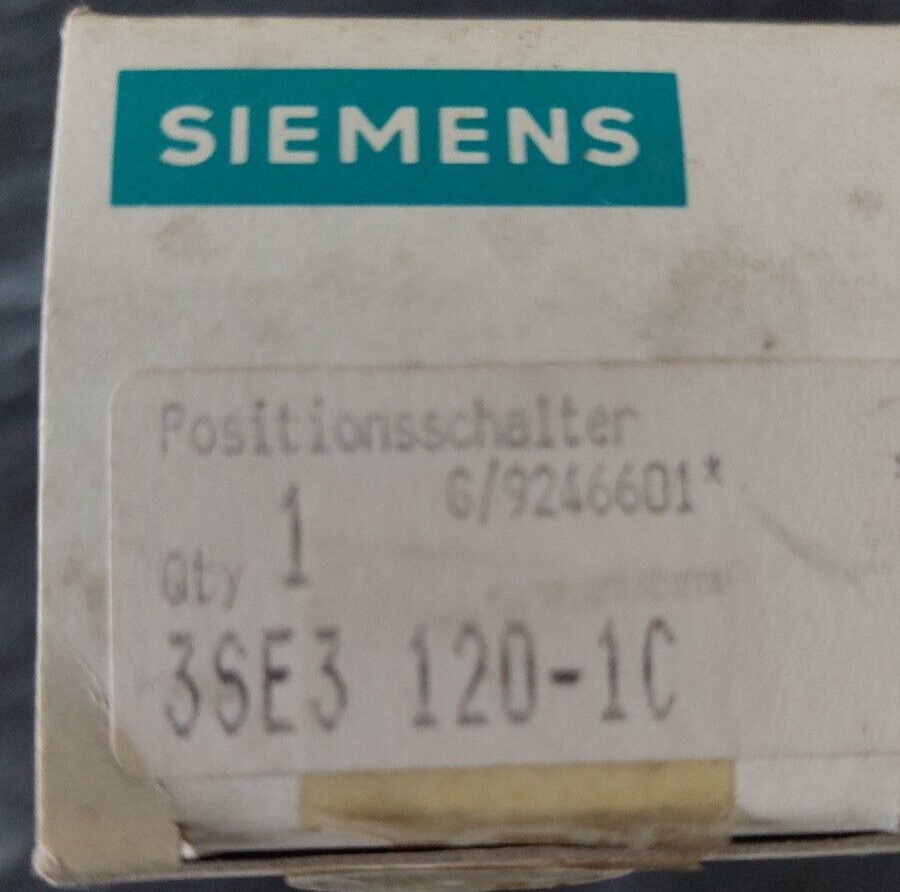 SIEMENS
Positionsschalter
G/9246601*
Qty 1
3SE3 120-1C